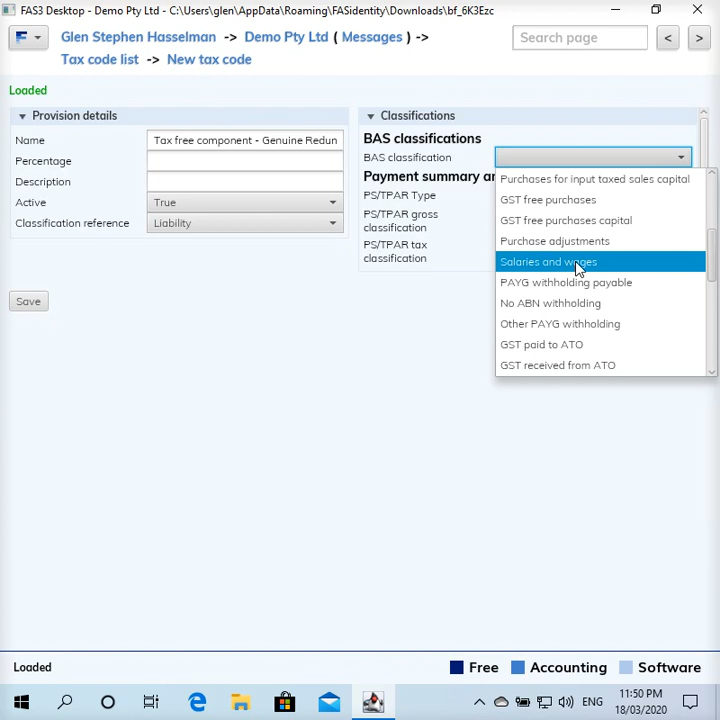 FAS3 Desktop - Demo Pty Ltd - C:\Users\glen\AppData\Roaming\FASidentity\Downloads\bf_6K3Ezc
F
Glen Stephen Hasselman -> Demo Pty Ltd ( Messages ) ->
Search page
<
>
Tax code list -> New tax code
Loaded
Provision details
Name Tax free component - Genuine Redun
Percentage
Description
Active True
Classification reference Liability
Save
Classifications
BAS classifications
BAS classification
Payment summary an
PS/TPAR Type
PS/TPAR gross
classification
PS/TPAR tax
classification
Purchases for input taxed sales capital
GST free purchases
GST free purchases capital
Purchase adjustments
Salaries and wages
PAYG withholding payable
No ABN withholding
Other PAYG withholding
GST paid to ATO
GST received from ATO
Loaded
Free Accounting Software
ENG
11:50 PM
18/03/2020